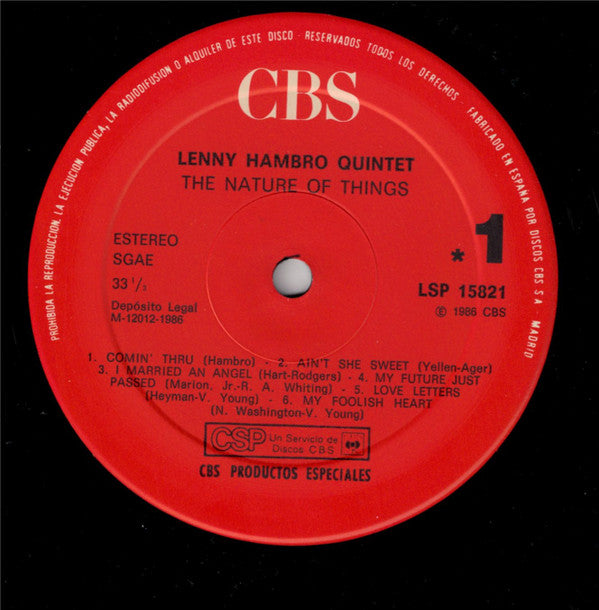 PROHIBIDA LA REPRODUCCION, LA EJECUCION PUBLICA, LA RADIODIFUSION O ALQUILER DE ESTE DISCO · RESERVADOS TODOS LOS DERECHOS · FABRICADO EN ESPAÑA POR DISCOS CBS S A MADRID
CBS
LENNY HAMBRO QUINTET
THE NATURE OF THINGS
ESTEREO
SGAE
33 1/3
Depósito Legal
M-12012-1986
* 1
LSP 15821
℗ 1986 CBS
1. COMIN' THRU (Hambro) - 2. AIN'T SHE SWEET (Yellen-Ager)
- 3. I MARRIED AN ANGEL (Hart-Rodgers) - 4. MY FUTURE JUST
PASSED (Marion, Jr.-R. A. Whiting) - 5. LOVE LETTERS
(Heyman-V. Young) - 6. MY FOOLISH HEART
(N. Washington-V. Young)
CSP Un Servicio de
Discos CBS
CBS PRODUCTOS ESPECIALES